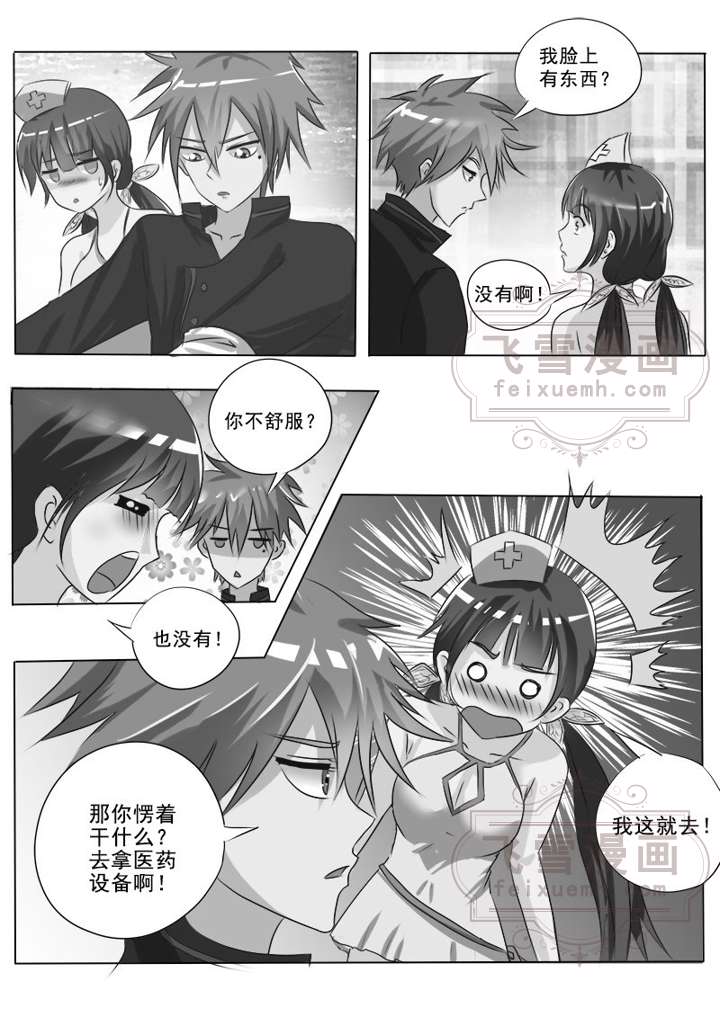 我脸上
有东西？
没有啊！
飞雪漫画
feixuemh.com
你不舒服？
也没有！
那你愣着
干什么？
去拿医药
设备啊！
我这就去！
飞雪漫画
feixuemh.com